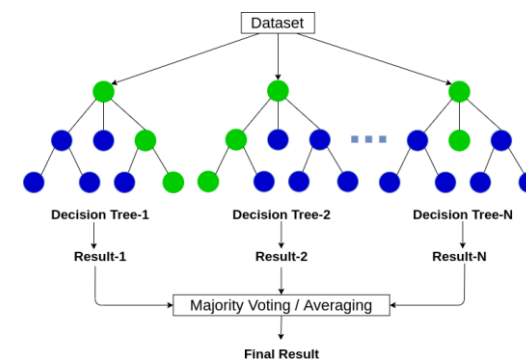 Dataset
Decision Tree-1
Decision Tree-2
Decision Tree-N
Result-1
Result-2
Result-N
Majority Voting / Averaging
Final Result